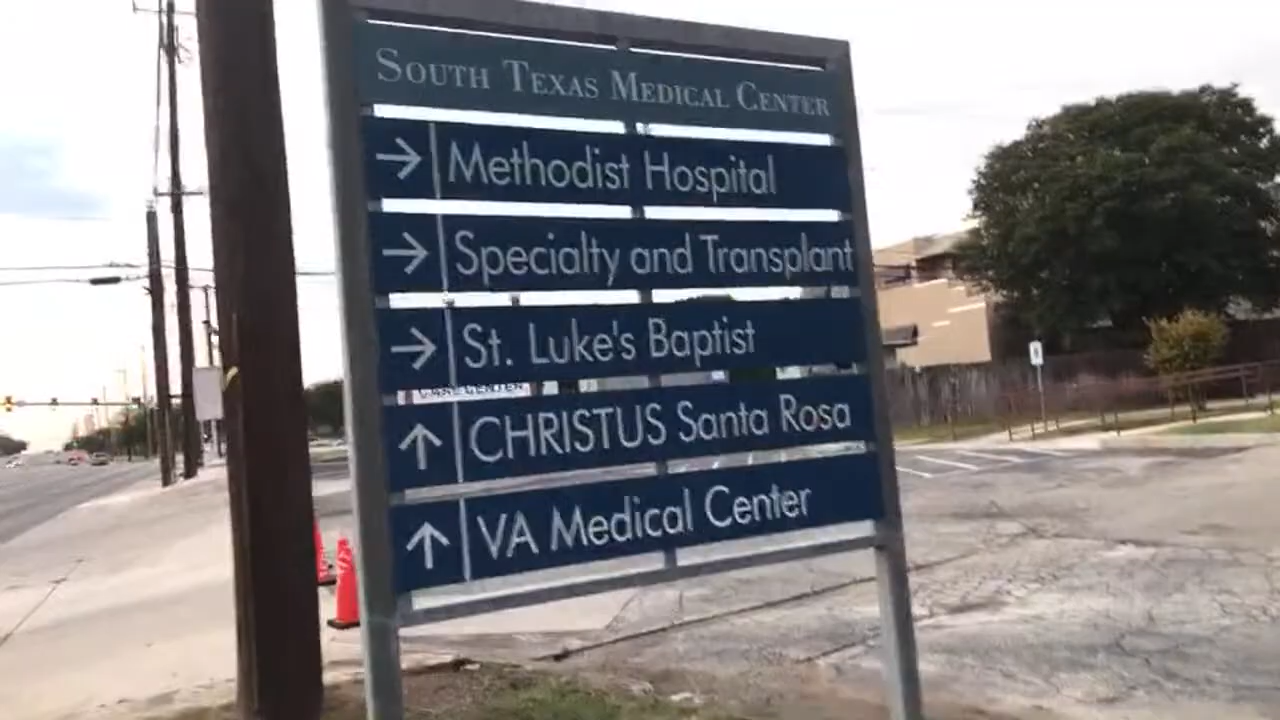 South Texas Medical Center
→ Methodist Hospital
→ Specialty and Transplant
→ St. Luke's Baptist
↑ CHRISTUS Santa Rosa
↑ VA Medical Center